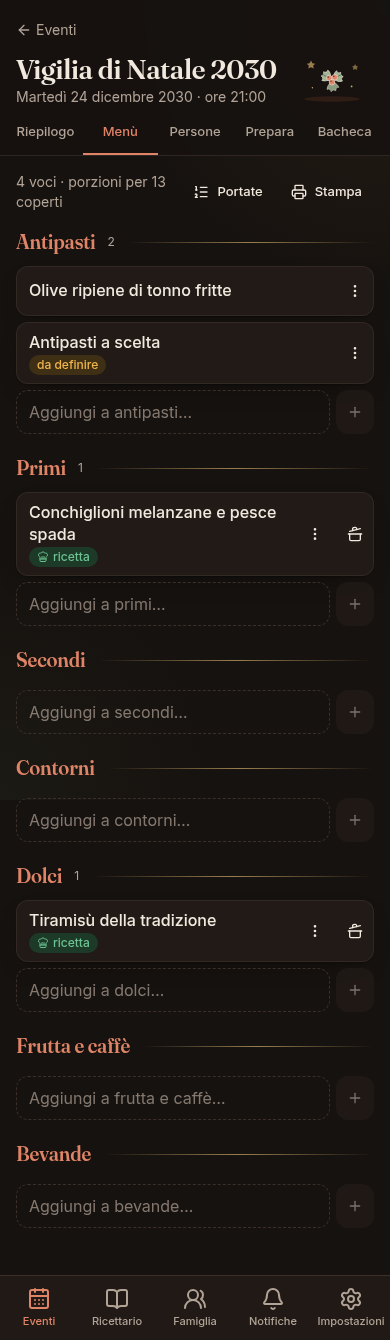 Eventi
Vigilia di Natale 2030
Martedì 24 dicembre 2030 · ore 21:00
Riepilogo
Menù
Persone
Prepara
Bacheca
4 voci · porzioni per 13
coperti
Portate
Stampa
Antipasti 2
Olive ripiene di tonno fritte
Antipasti a scelta
da definire
Aggiungi a antipasti...
Primi 1
Conchiglioni melanzane e pesce
spada
ricetta
Aggiungi a primi...
Secondi
Aggiungi a secondi...
Contorni
Aggiungi a contorni...
Dolci 1
Tiramisù della tradizione
ricetta
Aggiungi a dolci...
Frutta e caffè
Aggiungi a frutta e caffè...
Bevande
Aggiungi a bevande...
Eventi
Ricettario
Famiglia
Notifiche
Impostazioni